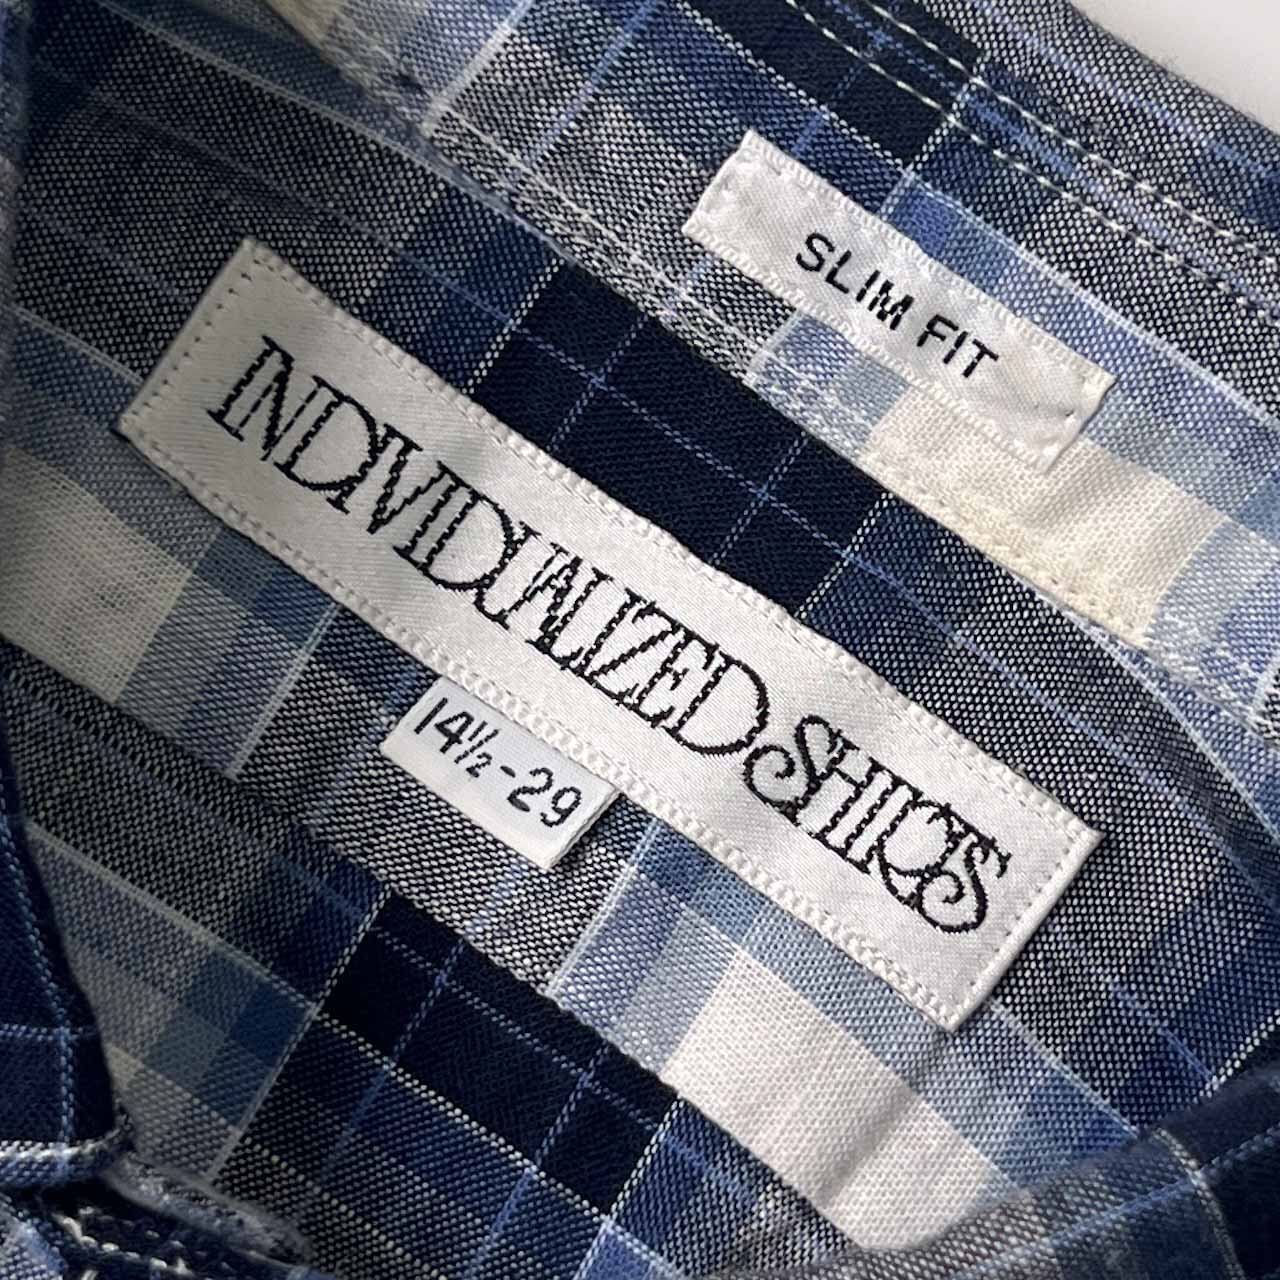 SLIM FIT
INDIVIDUALIZED SHIRTS
14½-29